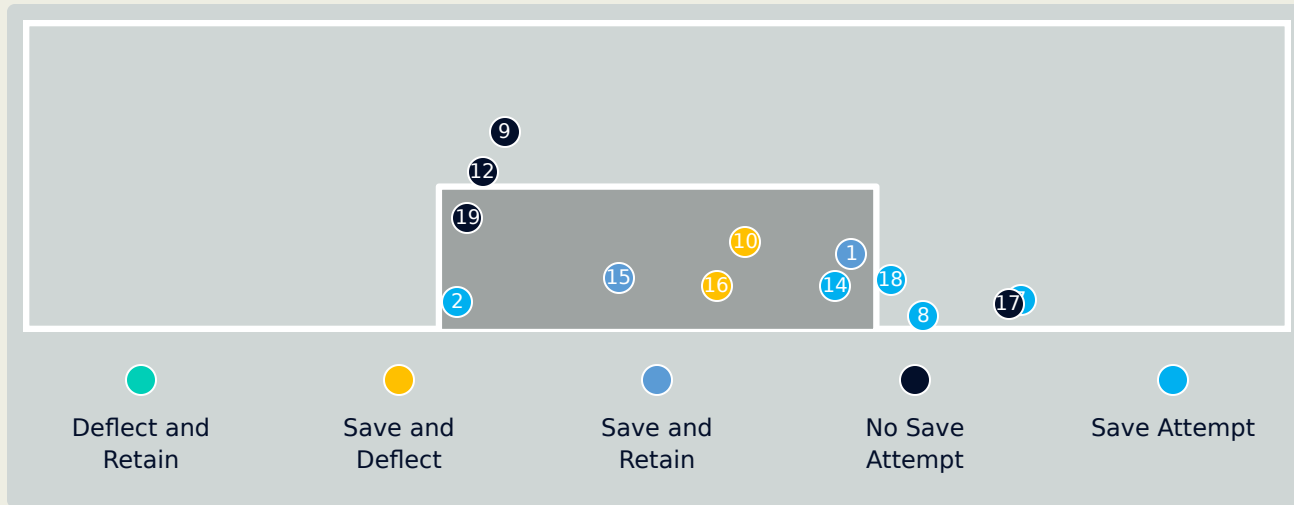 9
12
19
10
1
15
16
14
18
2
8
17
Deflect and
Retain
Save and
Deflect
Save and
Retain
No Save
Attempt
Save Attempt